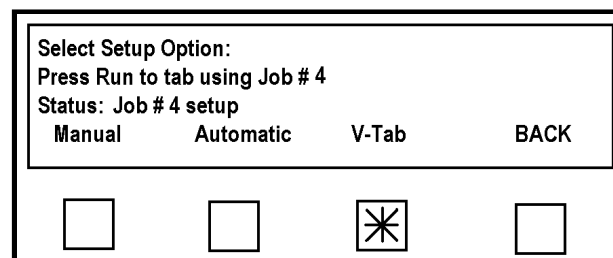 Select Setup Option:
Press Run to tab using Job # 4
Status: Job # 4 setup
Manual Automatic V-Tab BACK